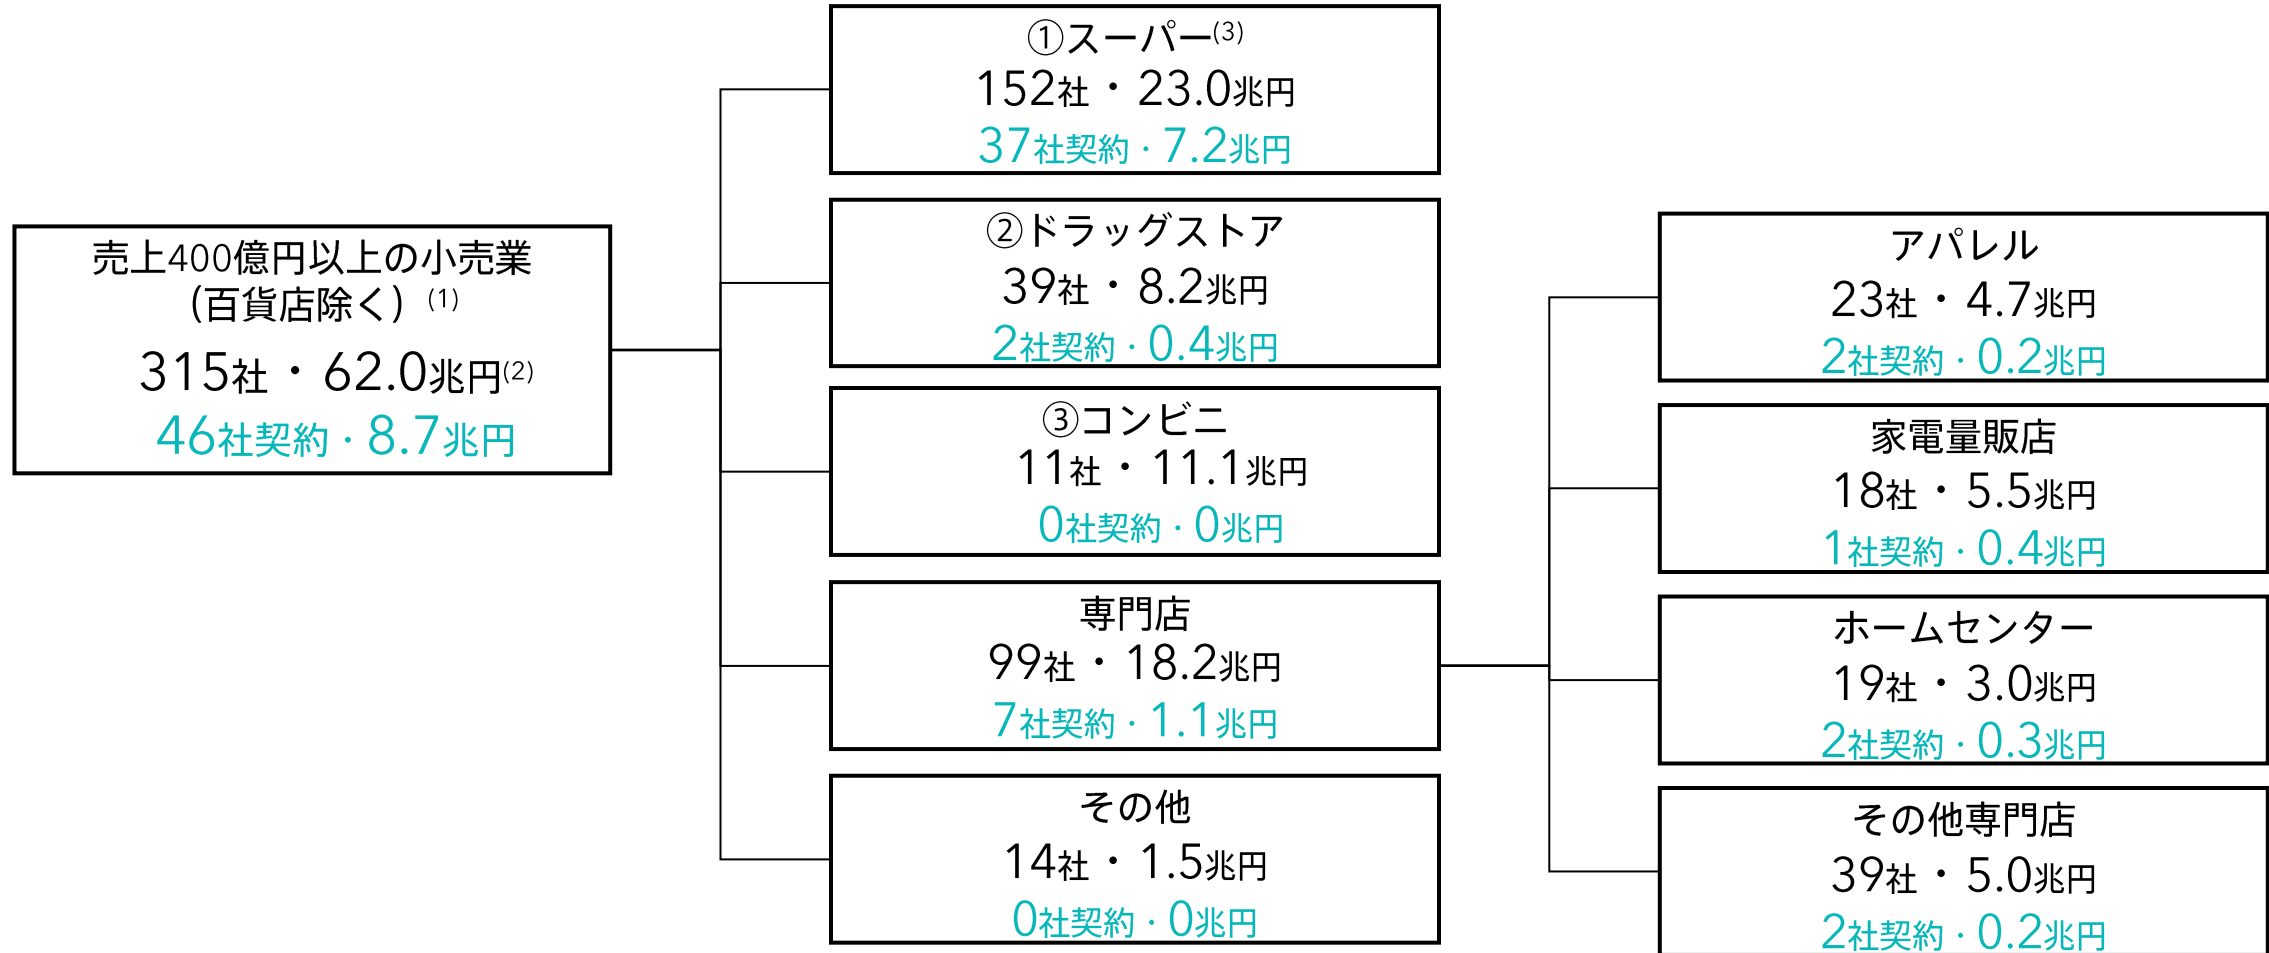 売上400億円以上の小売業
(百貨店除く) (1)
315社・62.0兆円(2)
46社契約・8.7兆円
①スーパー(3)
152社・23.0兆円
37社契約・7.2兆円
②ドラッグストア
39社・8.2兆円
2社契約・0.4兆円
③コンビニ
11社・11.1兆円
0社契約・0兆円
専門店
99社・18.2兆円
7社契約・1.1兆円
その他
14社・1.5兆円
0社契約・0兆円
アパレル
23社・4.7兆円
2社契約・0.2兆円
家電量販店
18社・5.5兆円
1社契約・0.4兆円
ホームセンター
19社・3.0兆円
2社契約・0.3兆円
その他専門店
39社・5.0兆円
2社契約・0.2兆円